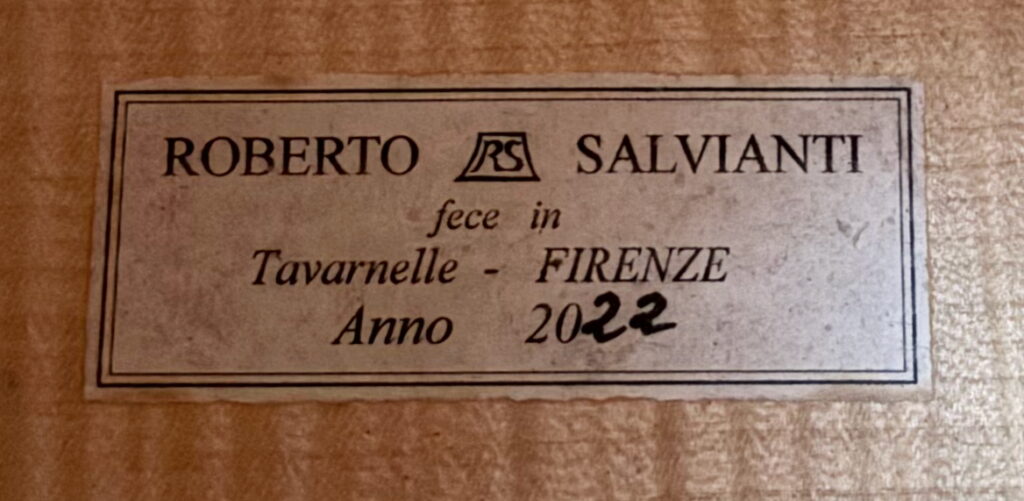 ROBERTO RS SALVIANTI
fece in
Tavarnelle - FIRENZE
Anno 2022